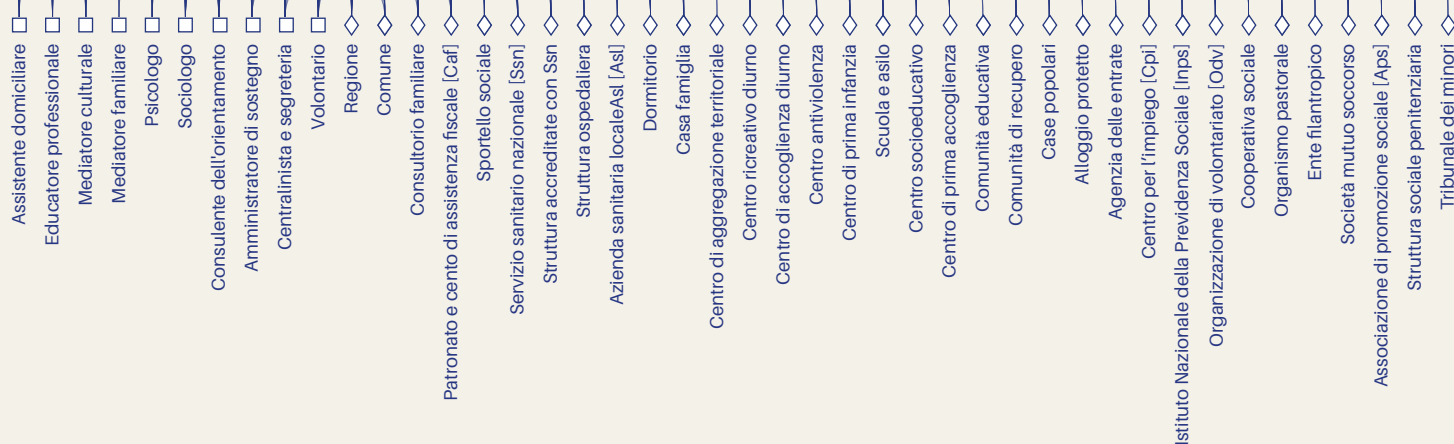 Assistente domiciliare
Educatore professionale
Mediatore culturale
Mediatore familiare
Psicologo
Sociologo
Consulente dell'orientamento
Amministratore di sostegno
Centralinista e segreteria
Volontario
Regione
Comune
Consultorio familiare
Patronato e cento di assistenza fiscale [Caf]
Sportello sociale
Servizio sanitario nazionale [Ssn]
Struttura accreditate con Ssn
Struttura ospedaliera
Azienda sanitaria localeAsl [Asl]
Dormitorio
Casa famiglia
Centro di aggregazione territoriale
Centro ricreativo diurno
Centro di accoglienza diurno
Centro antiviolenza
Centro di prima infanzia
Scuola e asilo
Centro socioeducativo
Centro di prima accoglienza
Comunità educativa
Comunità di recupero
Case popolari
Alloggio protetto
Agenzia delle entrate
Centro per l'impiego [Cpi]
Istituto Nazionale della Previdenza Sociale [Inps]
Organizzazione di volontariato [Odv]
Cooperativa sociale
Organismo pastorale
Ente filantropico
Società mutuo soccorso
Associazione di promozione sociale [Aps]
Struttura sociale penitenziaria
Tribunale dei minori